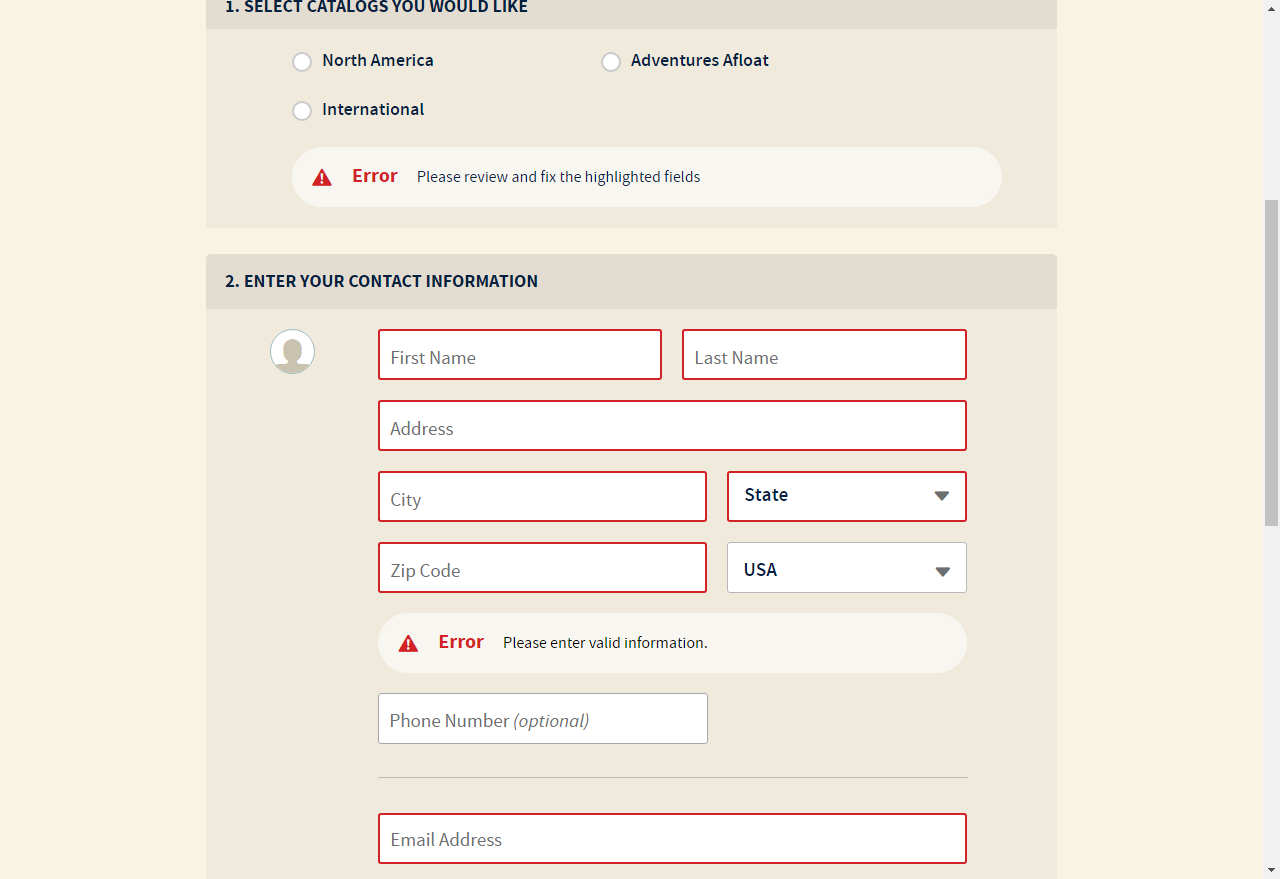 1. SELECT CATALOGS YOU WOULD LIKE
North America
Adventures Afloat
International
Error Please review and fix the highlighted fields
2. ENTER YOUR CONTACT INFORMATION
First Name
Last Name
Address
City
State
Zip Code
USA
Error Please enter valid information.
Phone Number (optional)
Email Address